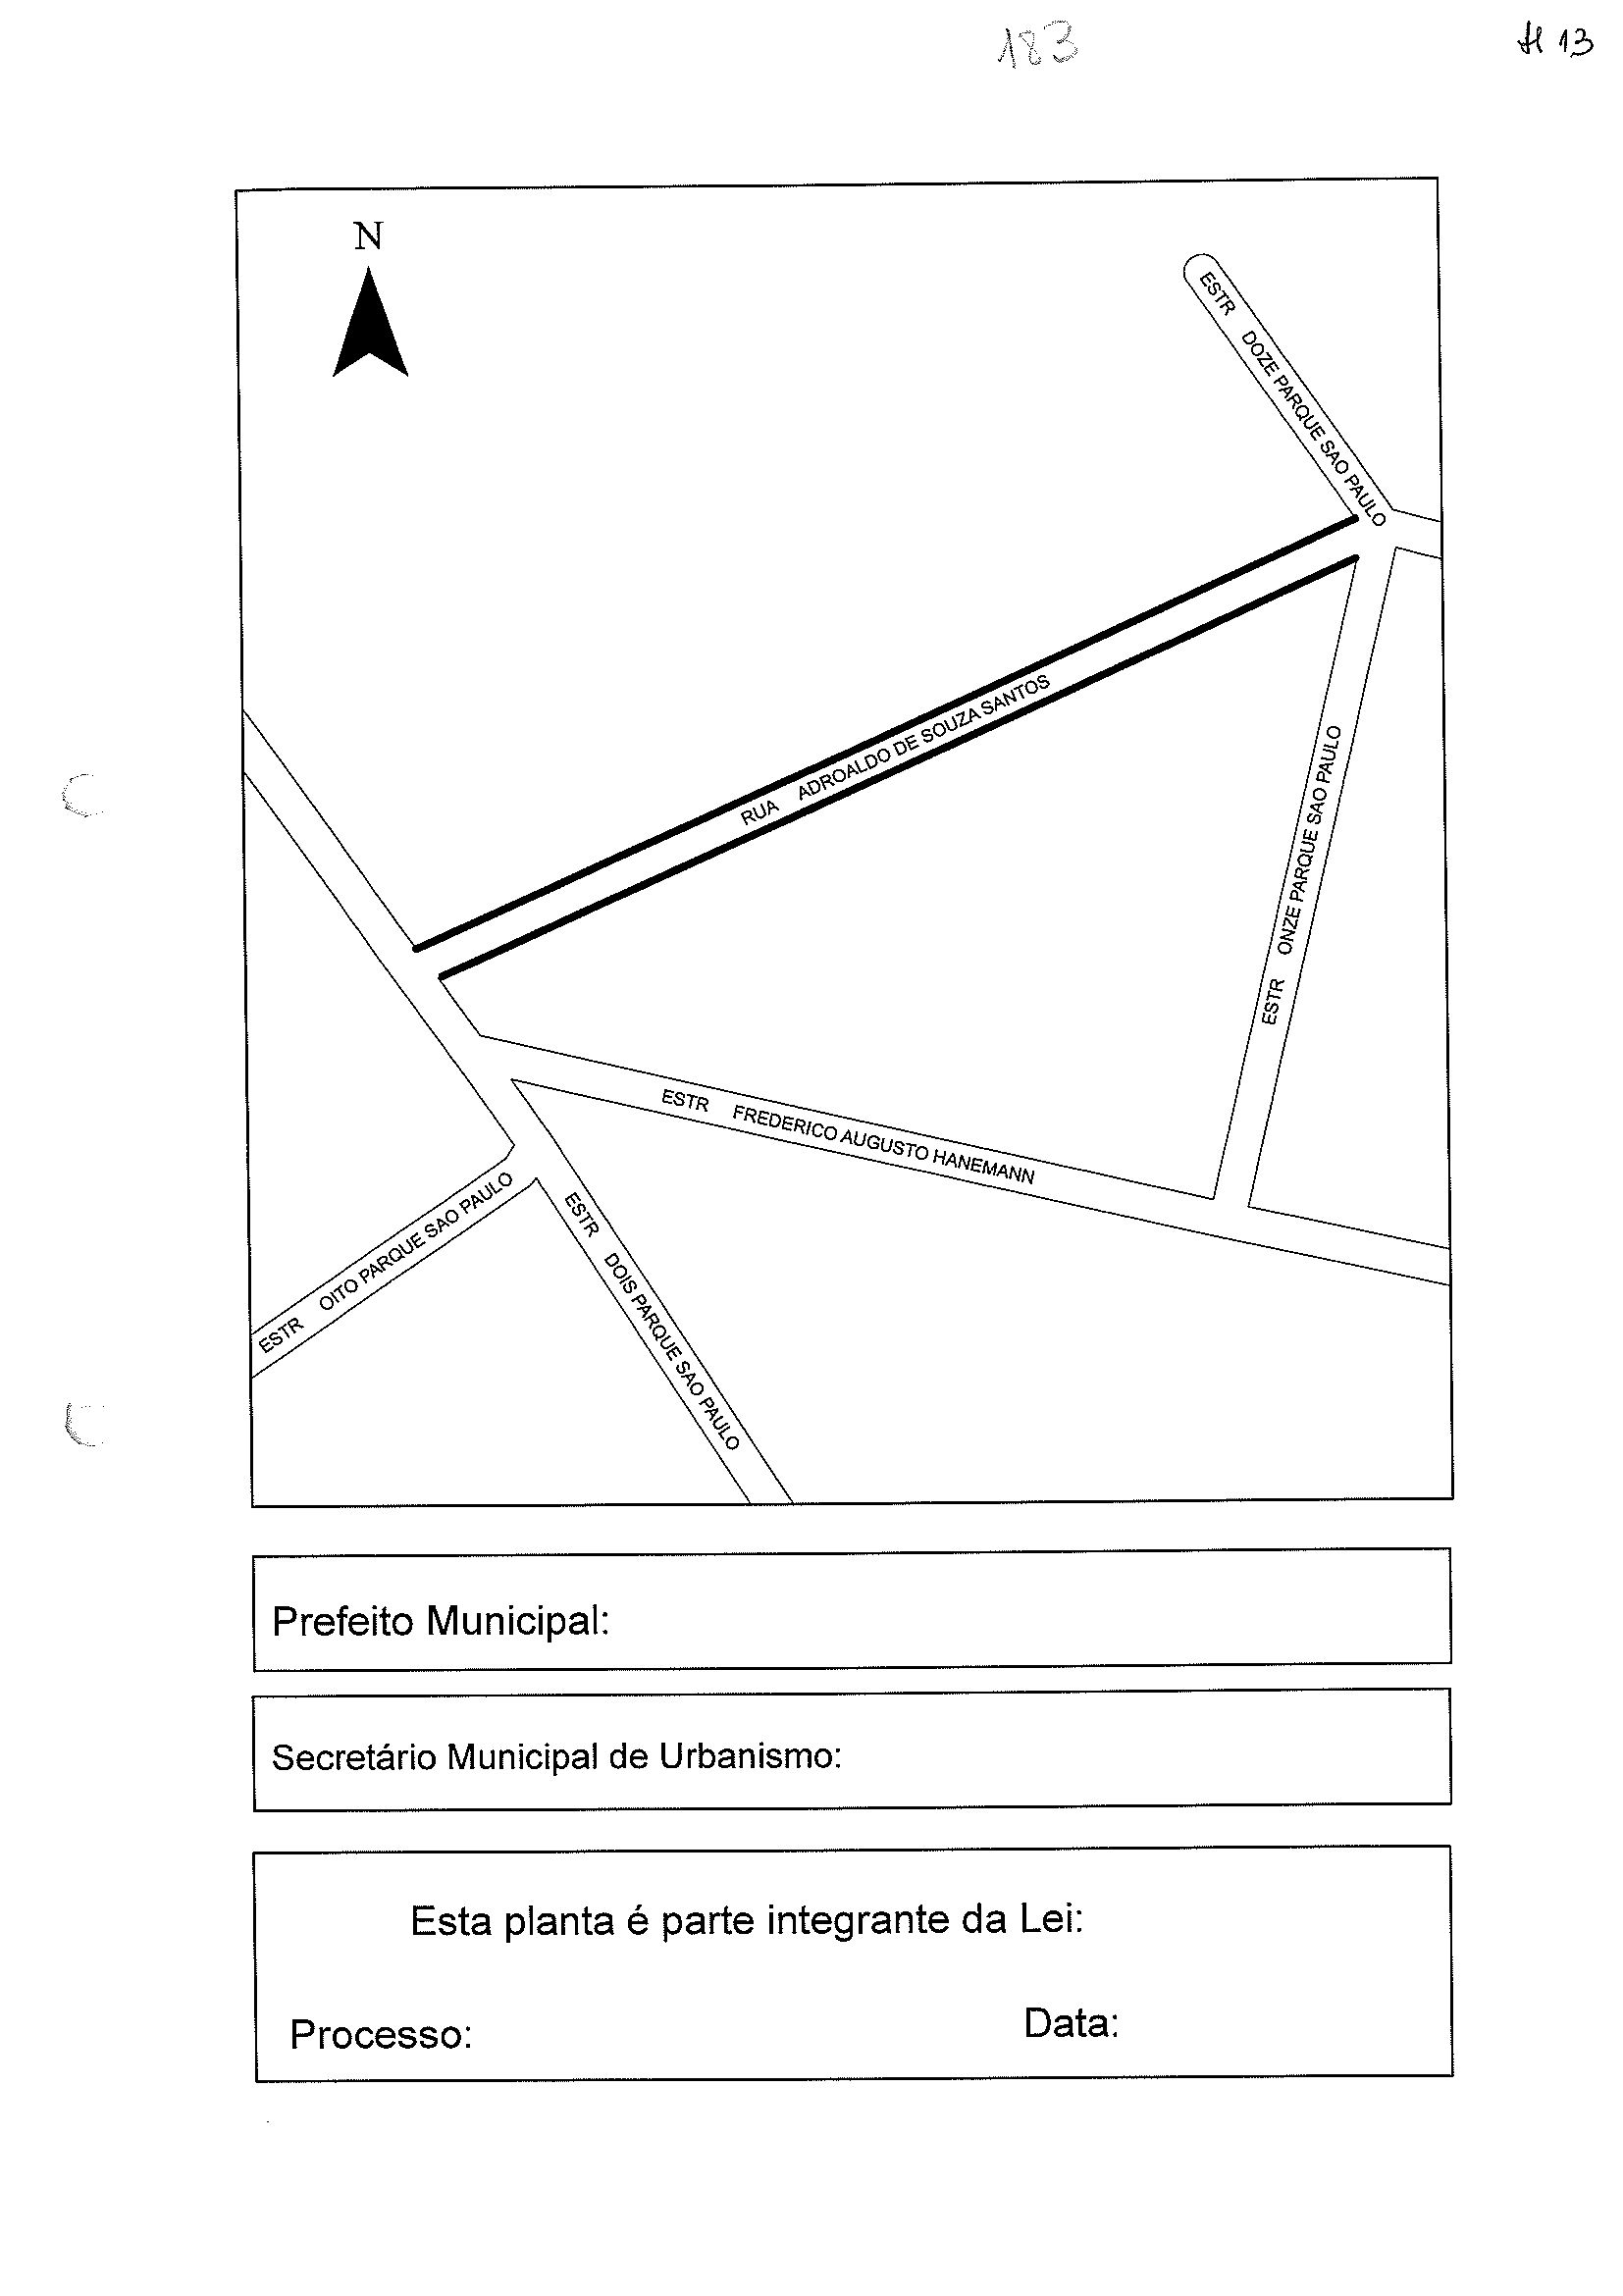 183
fl 13
N
ESTR DOZE PARQUE SAO PAULO
RUA ADROALDO DE SOUZA SANTOS
ESTR ONZE PARQUE SAO PAULO
ESTR FREDERICO AUGUSTO HANEMANN
ESTR OITO PARQUE SAO PAULO
ESTR DOIS PARQUE SAO PAULO
Prefeito Municipal:
Secretário Municipal de Urbanismo:
Esta planta é parte integrante da Lei:
Processo:
Data: